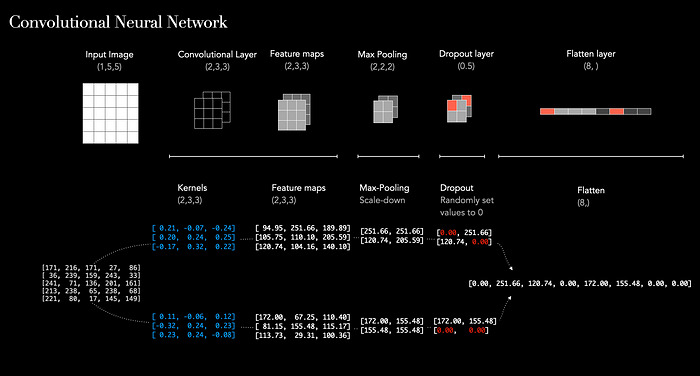 Convolutional Neural Network
Input Image
(1,5,5)
Convolutional Layer
(2,3,3)
Feature maps
(2,3,3)
Max Pooling
(2,2,2)
Dropout layer
(0.5)
Flatten layer
(8, )
Kernels
(2,3,3)
Feature maps
(2,3,3)
Max-Pooling
Scale-down
Dropout
Randomly set
values to 0
Flatten
(8,)
[171, 216, 171, 27, 86]
[ 36, 239, 159, 243, 33]
[241, 71, 136, 201, 161]
[213, 238, 65, 238, 68]
[221, 80, 17, 145, 149]
[ 0.21, -0.07, -0.24]
[ 0.20, 0.24, 0.25]
[-0.17, 0.32, 0.22]
[ 94.95, 251.66, 189.89]
[105.75, 110.10, 205.59]
[120.74, 104.16, 140.10]
[251.66, 251.66]
[120.74, 205.59]
[0.00, 251.66]
[120.74, 0.00]
[0.11, -0.06, 0.12]
[-0.32, 0.24, 0.23]
[ 0.23, 0.24, -0.08]
[172.00, 67.25, 110.40]
[ 81.15, 155.48, 115.17]
[113.73, 29.31, 100.36]
[172.00, 155.48]
[155.48, 155.48]
[172.00, 155.48]
[0.00, 0.00]
[0.00, 251.66, 120.74, 0.00, 172.00, 155.48, 0.00, 0.00]